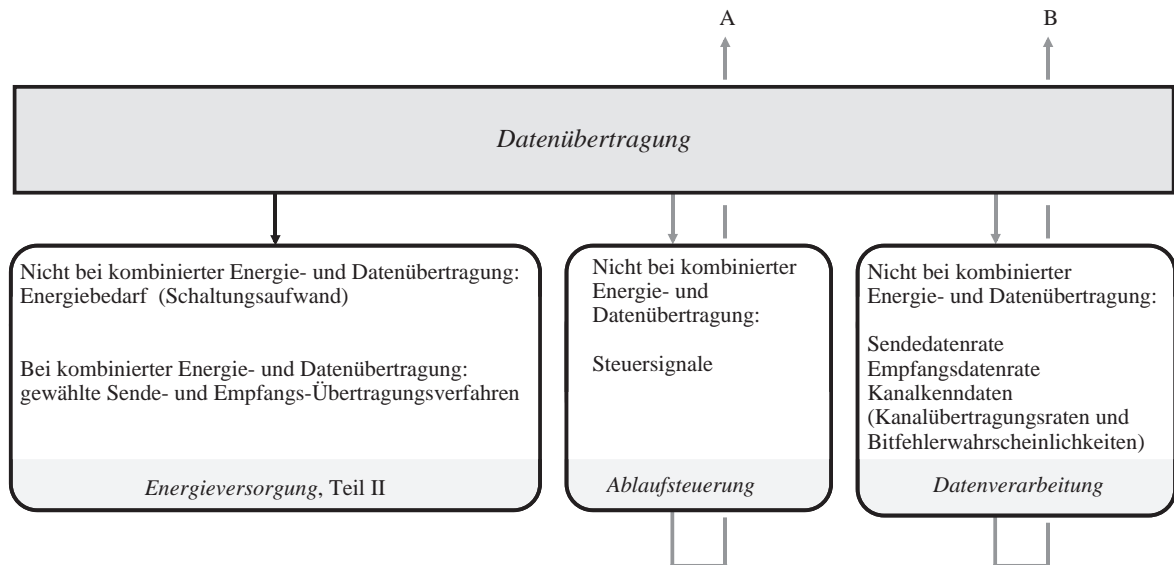 A
B
Datenübertragung
Nicht bei kombinierter Energie- und Datenübertragung:
Energiebedarf (Schaltungsaufwand)
Bei kombinierter Energie- und Datenübertragung:
gewählte Sende- und Empfangs-Übertragungsverfahren
Energieversorgung, Teil II
Nicht bei kombinierter
Energie- und
Datenübertragung:
Steuersignale
Ablaufsteuerung
Nicht bei kombinierter
Energie- und Datenübertragung:
Sendedatenrate
Empfangsdatenrate
Kanalkenndaten
(Kanalübertragungsraten und
Bitfehlerwahrscheinlichkeiten)
Datenverarbeitung